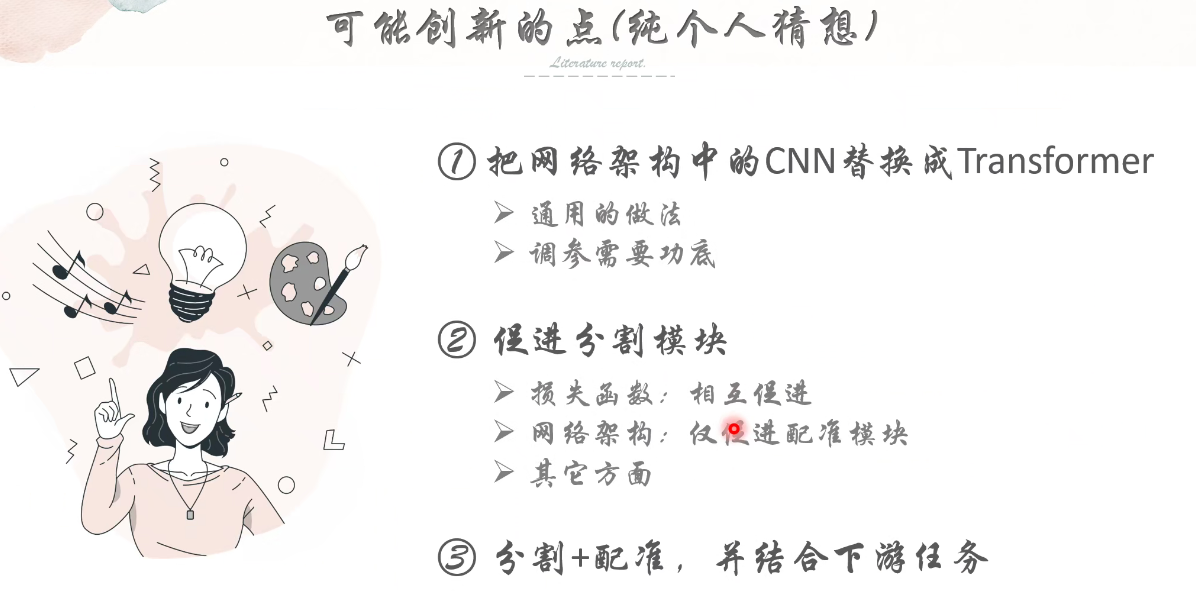 可能创新的点(纯个人猜想)
Literature report.
① 把网络架构中的CNN替换成Transformer
➢ 通用的做法
➢ 调参需要功底
② 促进分割模块
➢ 损失函数：相互促进
➢ 网络架构：仅促进配准模块
➢ 其它方面
③ 分割+配准，并结合下游任务